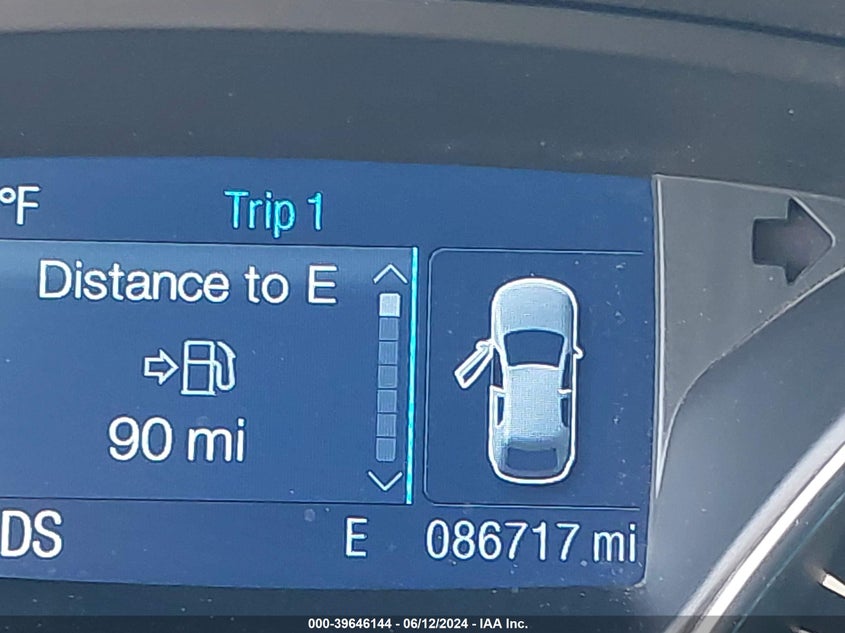 °F
Trip 1
Distance to E
90 mi
DS
E
086717 mi
000-39646144 - 06/12/2024 - IAA Inc.